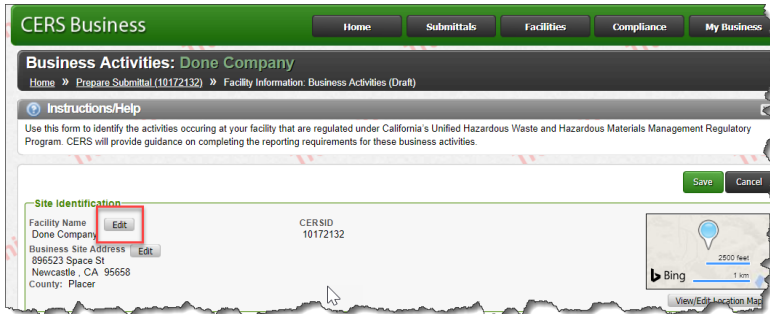 CERS Business
Home Submittals Facilities Compliance My Business
Business Activities: Done Company
Home » Prepare Submittal (10172132) » Facility Information: Business Activities (Draft)
Instructions/Help
Use this form to identify the activities occuring at your facility that are regulated under California's Unified Hazardous Waste and Hazardous Materials Management Regulatory
Program. CERS will provide guidance on completing the reporting requirements for these business activities.
Save Cancel
Site Identification
Facility Name Edit CERSID
Done Company 10172132
Business Site Address Edit
896523 Space St
Newcastle , CA 95658
County: Placer
2500 feet
Bing 1 km
View/Edit Location Map